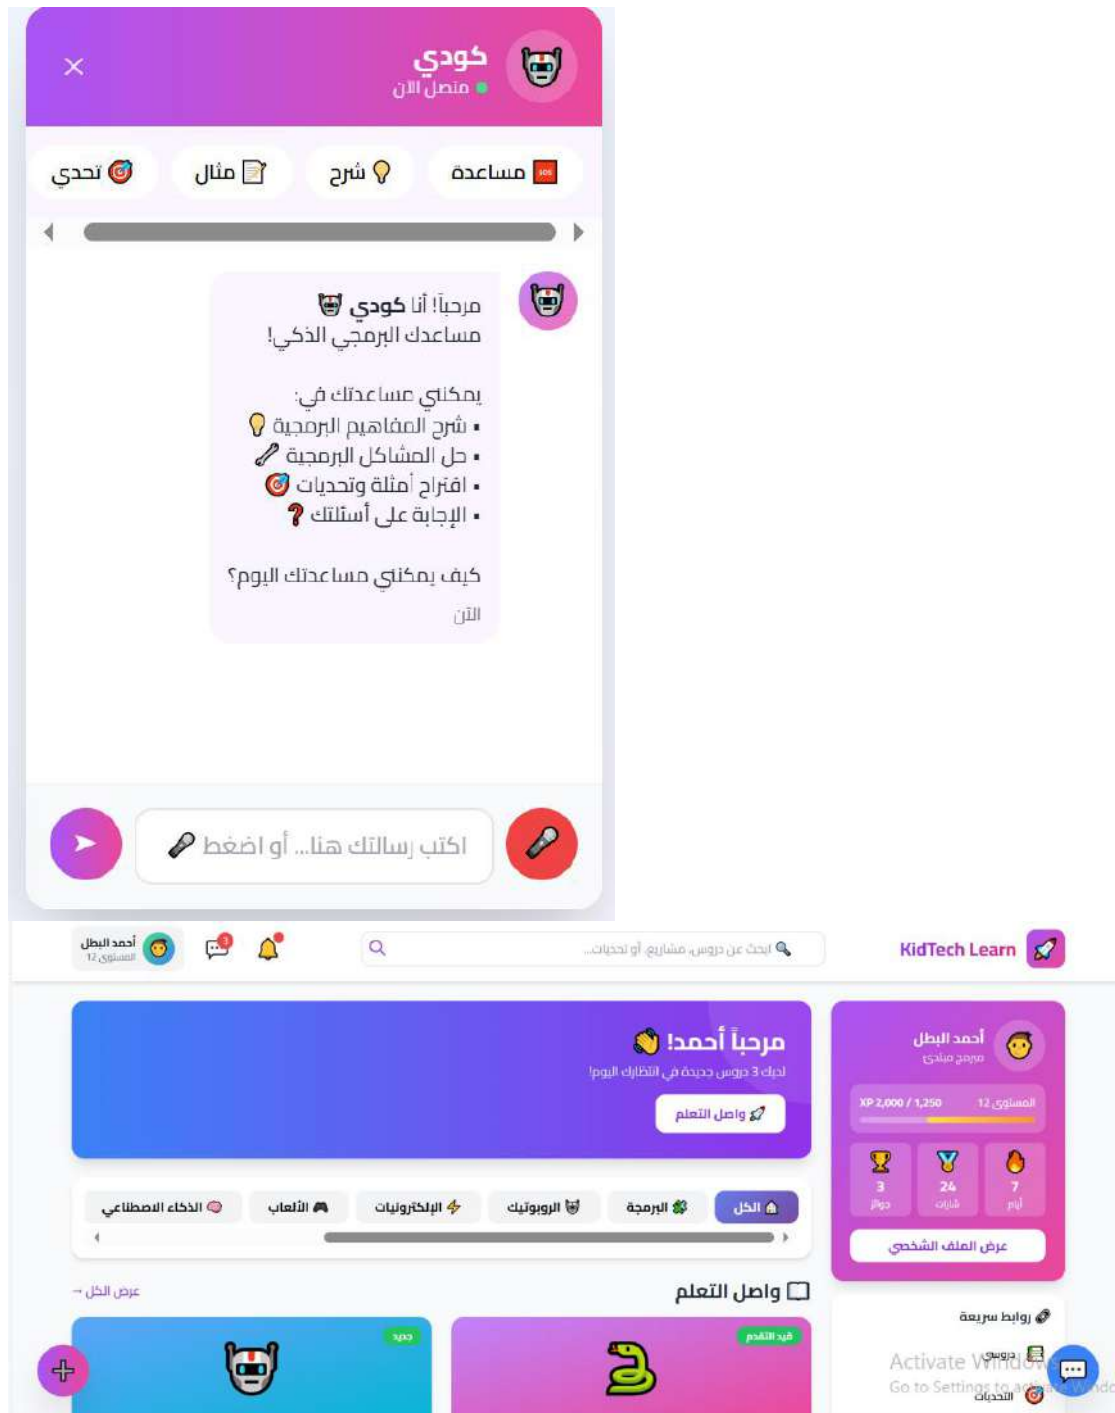 كودي
متصل الآن
مساعدة
شرح
مثال
تحدي
مرحباً! أنا كودي
مساعدك البرمجي الذكي!
يمكنني مساعدتك في:
• شرح المفاهيم البرمجية
• حل المشاكل البرمجية
• اقتراح أمثلة وتحديات
• الإجابة على أسئلتك
كيف يمكنني مساعدتك اليوم؟
الآن
اكتب رسالتك هنا... أو اضغط
KidTech Learn
ابحث عن دروس، مشاريع، أو تحديات...
3
أحمد البطل
المستوى 12
أحمد البطل
مبرمج مبتدئ
المستوى 12
XP 2,000 / 1,250
7
أيام
24
شارات
3
جوائز
عرض الملف الشخصي
مرحباً أحمد!
لديك 3 دروس جديدة في انتظارك اليوم!
واصل التعلم
الكل
البرمجة
الروبوتيك
الإلكترونيات
الألعاب
الذكاء الاصطناعي
واصل التعلم
عرض الكل ←
قيد التقدم
جديد
روابط سريعة
دروسي
التحديات
Activate Windows
Go to Settings to activate Windo